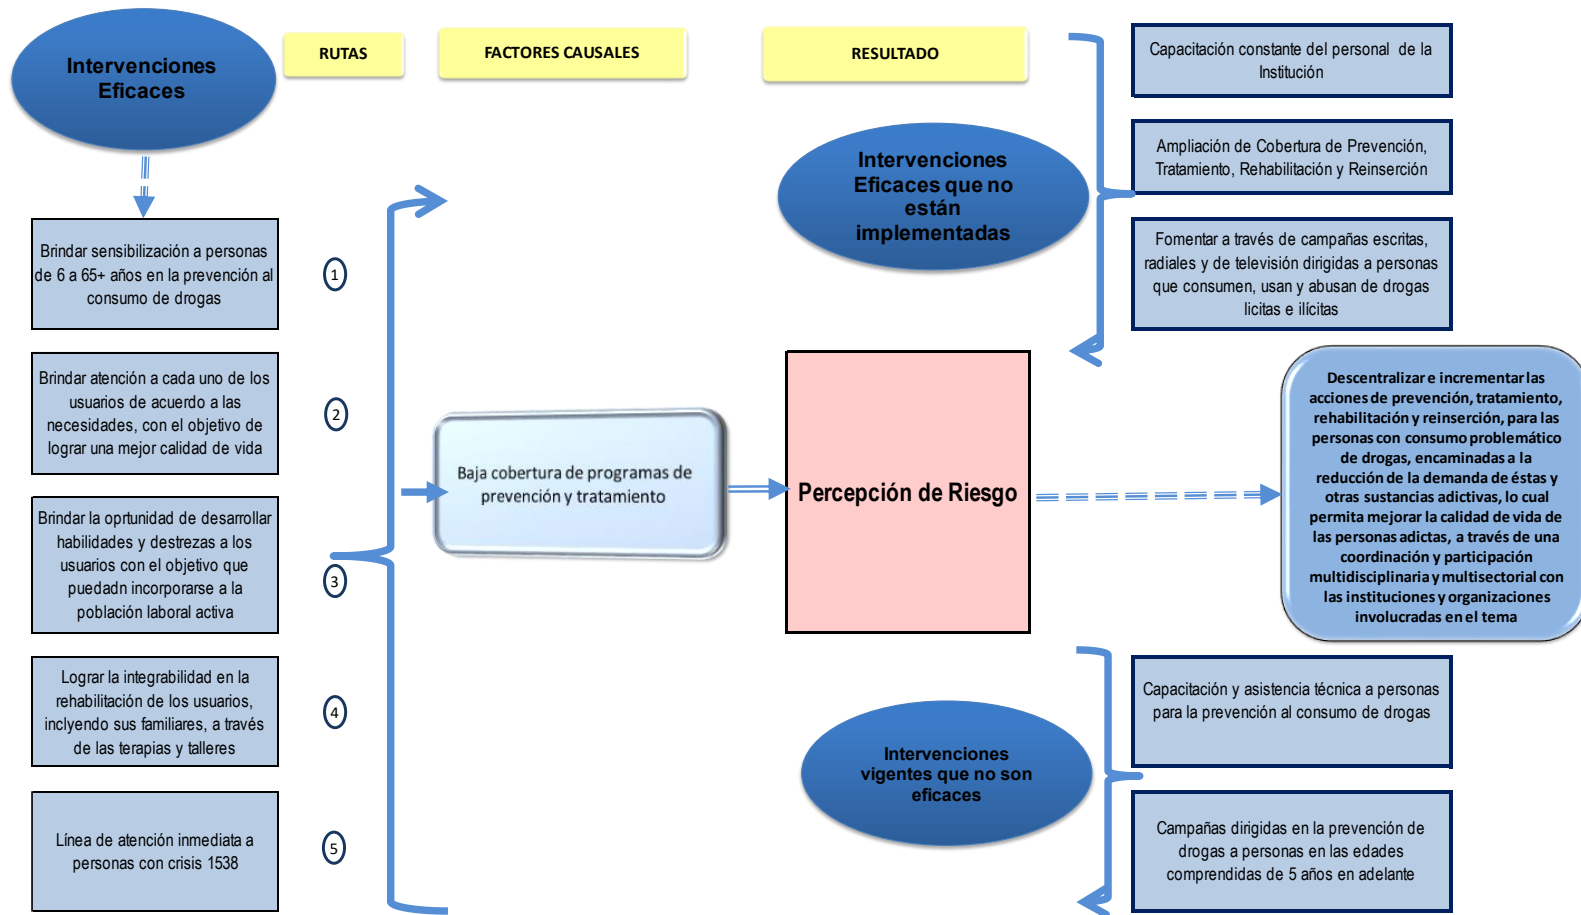 Intervenciones
Eficaces
RUTAS
FACTORES CAUSALES
RESULTADO
Capacitación constante del personal de la
Institución
Intervenciones
Eficaces que no
están
implementadas
Ampliación de Cobertura de Prevención,
Tratamiento, Rehabilitación y Reinserción
Fomentar a través de campañas escritas,
radiales y de televisión dirigidas a personas
que consumen, usan y abusan de drogas
licitas e ilícitas
Brindar sensibilización a personas
de 6 a 65+ años en la prevención al
consumo de drogas
1
Brindar atención a cada uno de los
usuarios de acuerdo a las
necesidades, con el objetivo de
lograr una mejor calidad de vida
2
Brindar la oprtunidad de desarrollar
habilidades y destrezas a los
usuarios con el objetivo que
puedadn incorporarse a la
población laboral activa
3
Lograr la integrabilidad en la
rehabilitación de los usuarios,
inclyendo sus familiares, a través
de las terapias y talleres
4
Línea de atención inmediata a
personas con crisis 1538
5
Baja cobertura de programas de
prevención y tratamiento
Percepción de Riesgo
Descentralizar e incrementar las
acciones de prevención, tratamiento,
rehabilitación y reinserción, para las
personas con consumo problemático
de drogas, encaminadas a la
reducción de la demanda de éstas y
otras sustancias adictivas, lo cual
permita mejorar la calidad de vida de
las personas adictas, a través de una
coordinación y participación
multidisciplinaria y multisectorial con
las instituciones y organizaciones
involucradas en el tema
Intervenciones
vigentes que no son
eficaces
Capacitación y asistencia técnica a personas
para la prevención al consumo de drogas
Campañas dirigidas en la prevención de
drogas a personas en las edades
comprendidas de 5 años en adelante